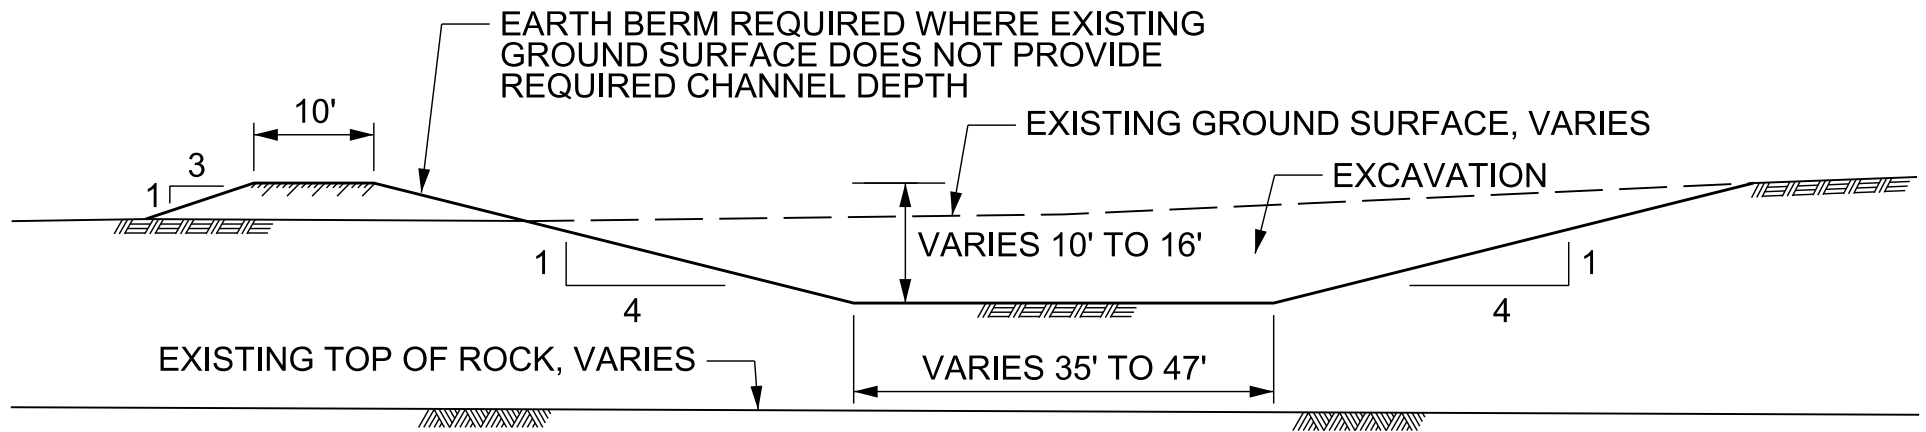 EARTH BERM REQUIRED WHERE EXISTING
GROUND SURFACE DOES NOT PROVIDE
REQUIRED CHANNEL DEPTH
10'
EXISTING GROUND SURFACE, VARIES
3
1
EXCAVATION
VARIES 10' TO 16'
1
4
1
4
EXISTING TOP OF ROCK, VARIES
VARIES 35' TO 47'